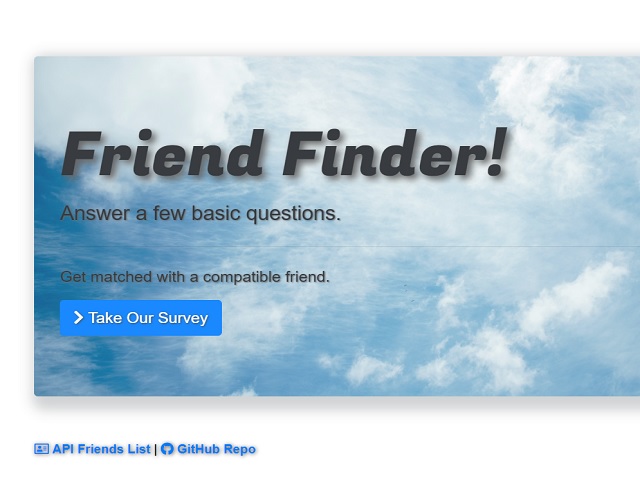 Friend Finder!
Answer a few basic questions.
Get matched with a compatible friend.
Take Our Survey
API Friends List | GitHub Repo